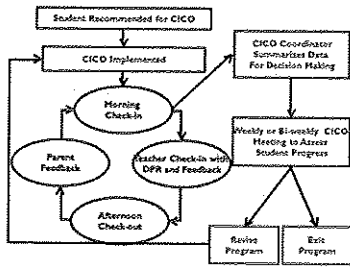 Student Recommended for CICO
CICO Implemented
CICO Coordinator
Summarizes Data
For Decision Making
Morning
Check-In
Weekly or Bi-weekly CICO
Meeting to Assess
Student Progress
Parent
Feedback
Teacher Check-In with
DPR and Feedback
Afternoon
Check-out
Revise
Program
Exit
Program